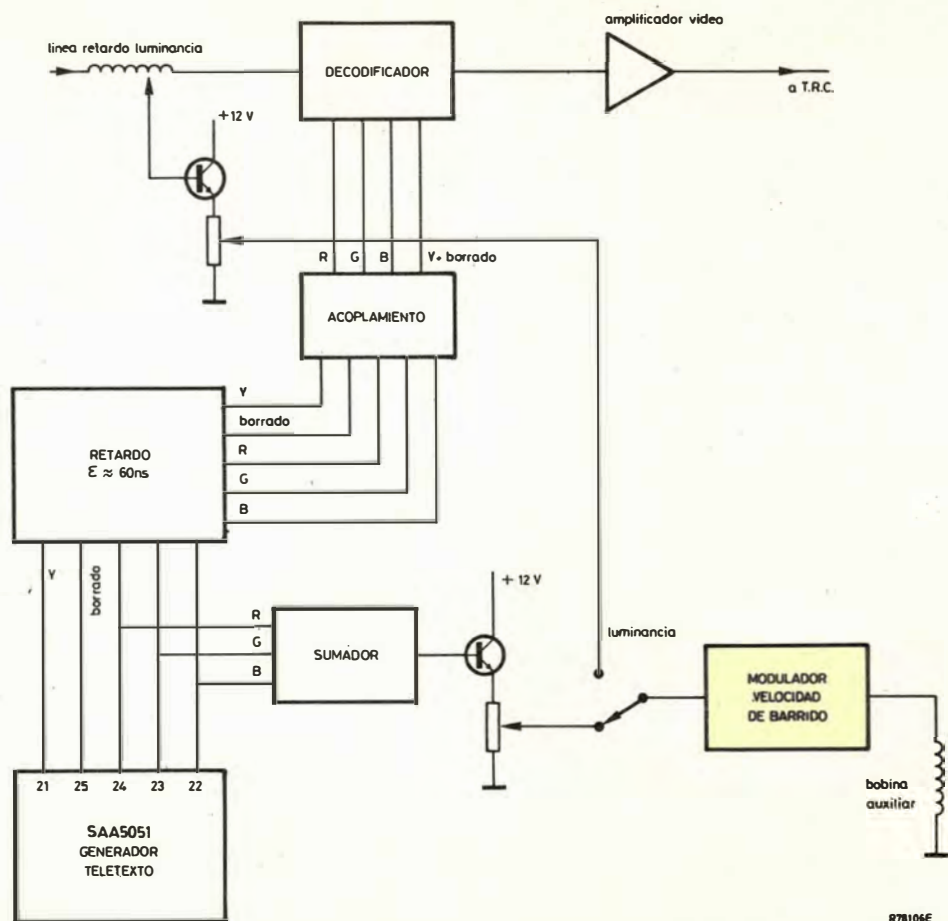 amplificador video
linea retardo luminancia
DECODIFICADOR
a T.R.C.
+12 V
R
G
B
Y+ borrado
ACOPLAMIENTO
Y
borrado
R
G
B
RETARDO
Ɛ ≈ 60ns
Y
borrado
+ 12 V
R
G
B
SUMADOR
luminancia
MODULADOR
VELOCIDAD
DE BARRIDO
21 25 24 23 22
bobina
auxiliar
SAA5051
GENERADOR
TELETEXTO
R78106E